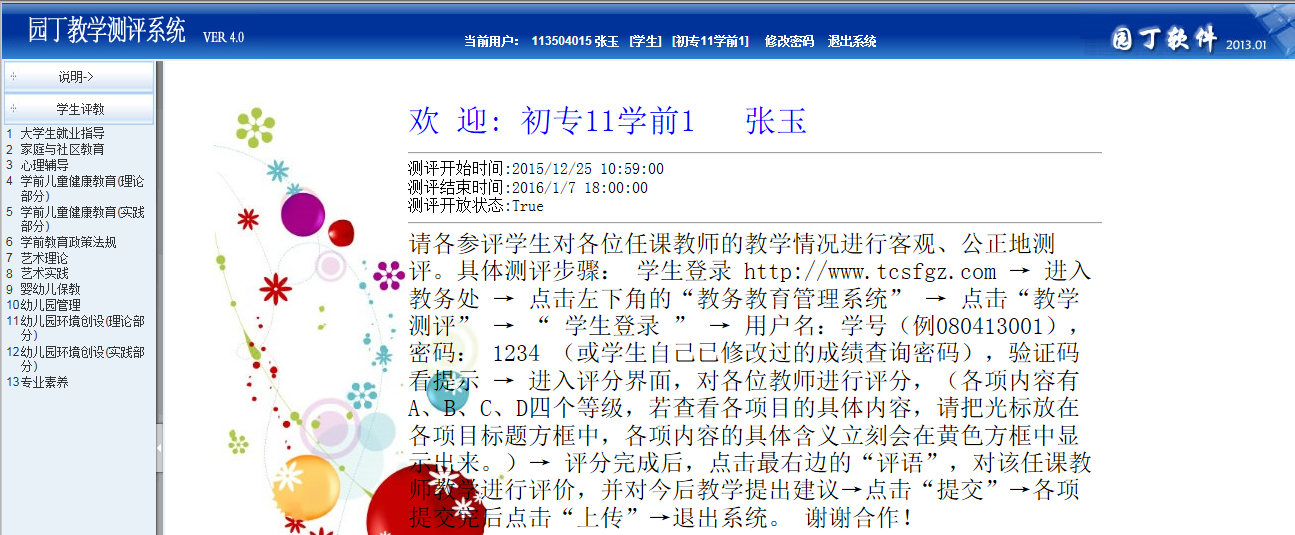 园丁教学测评系统 VER 4.0
当前用户： 113504015 张玉 [学生] [初专11学前1] 修改密码 退出系统
园丁软件 2013.01
说明->
学生评教
1 大学生就业指导
2 家庭与社区教育
3 心理辅导
4 学前儿童健康教育(理论
部分)
5 学前儿童健康教育(实践
部分)
6 学前教育政策法规
7 艺术理论
8 艺术实践
9 婴幼儿保教
10幼儿园管理
11幼儿园环境创设(理论部
分)
12幼儿园环境创设(实践部
分)
13专业素养
欢 迎: 初专11学前1 张玉
测评开始时间:2015/12/25 10:59:00
测评结束时间:2016/1/7 18:00:00
测评开放状态:True
请各参评学生对各位任课教师的教学情况进行客观、公正地测
评。具体测评步骤： 学生登录 http://www.tcsfgz.com → 进入
教务处 → 点击左下角的“教务教育管理系统” → 点击“教学
测评” → “ 学生登录 ” → 用户名：学号（例080413001），
密码： 1234 （或学生自己已修改过的成绩查询密码），验证码
看提示 → 进入评分界面，对各位教师进行评分，（各项内容有
A、B、C、D四个等级，若查看各项目的具体内容，请把光标放在
各项目标题方框中，各项内容的具体含义立刻会在黄色方框中显
示出来。）→ 评分完成后，点击最右边的“评语”，对该任课教
师教学进行评价，并对今后教学提出建议→点击“提交”→各项
提交完后点击“上传”→退出系统。 谢谢合作！